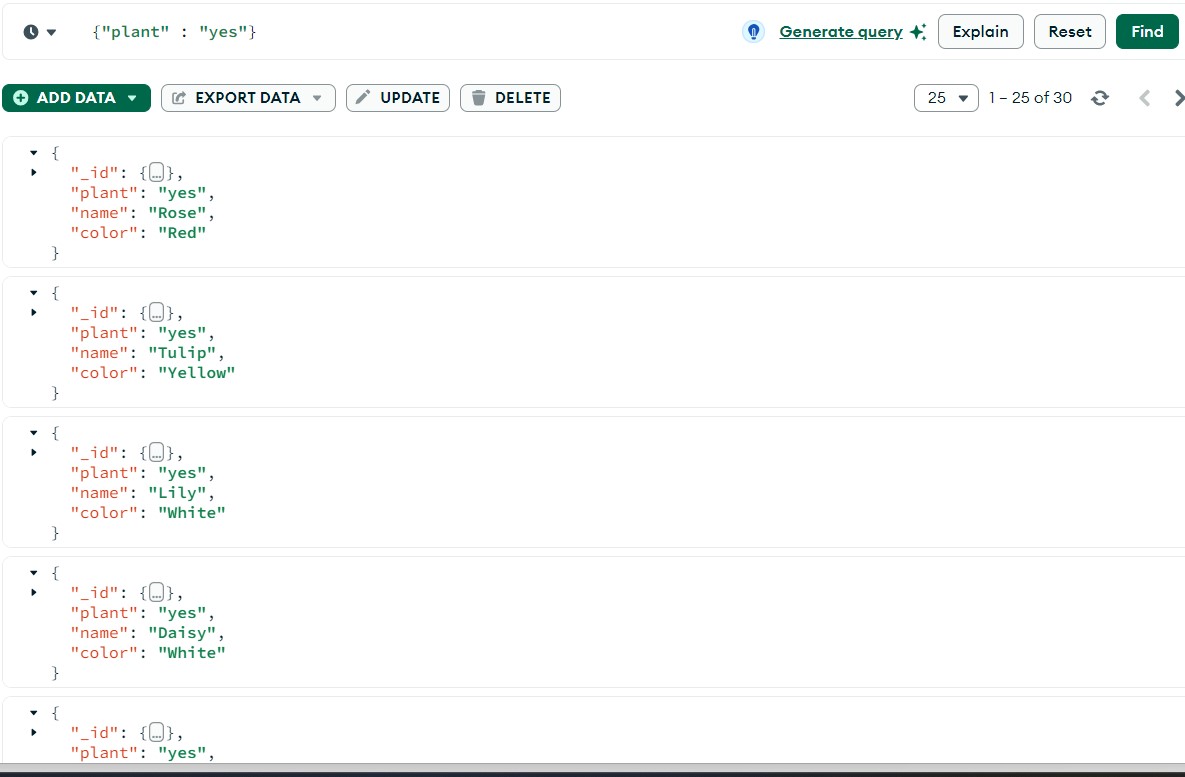 {"plant" : "yes"}
Generate query
Explain
Reset
Find
ADD DATA
EXPORT DATA
UPDATE
DELETE
25
1 – 25 of 30
{
"_id": {…},
"plant": "yes",
"name": "Rose",
"color": "Red"
}
{
"_id": {…},
"plant": "yes",
"name": "Tulip",
"color": "Yellow"
}
{
"_id": {…},
"plant": "yes",
"name": "Lily",
"color": "White"
}
{
"_id": {…},
"plant": "yes",
"name": "Daisy",
"color": "White"
}
{
"_id": {…},
"plant": "yes",